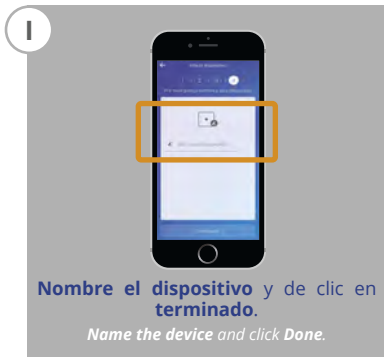 I
Nombre el dispositivo y de clic en
terminado.
Name the device and click Done.